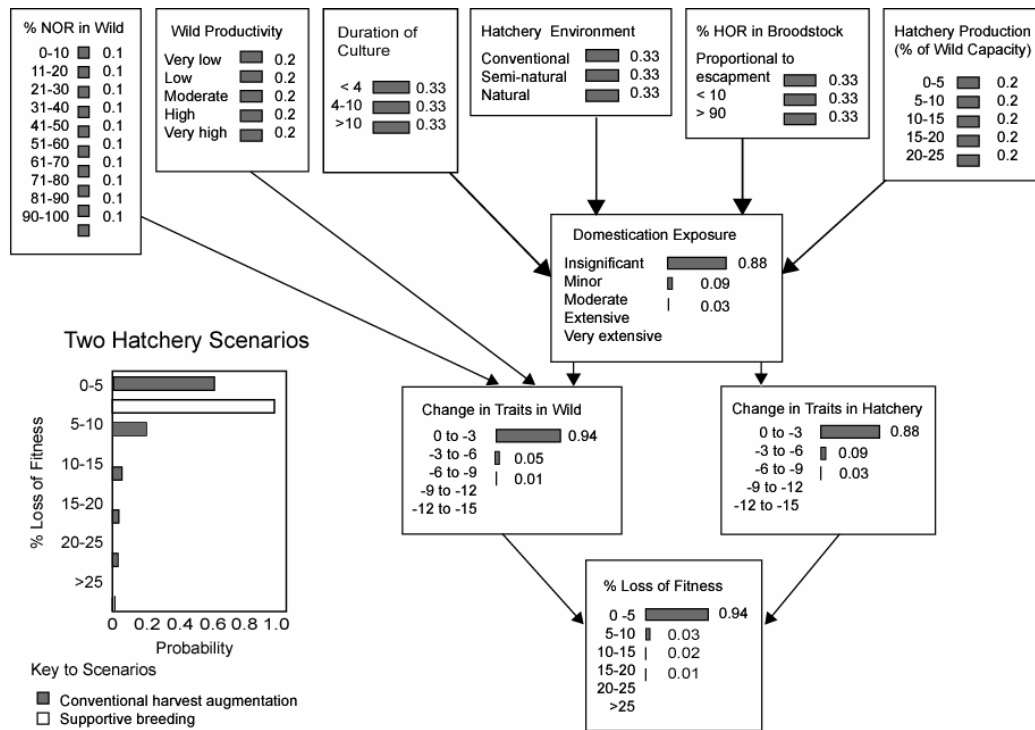 % NOR in Wild
0-10 0.1
11-20 0.1
21-30 0.1
31-40 0.1
41-50 0.1
51-60 0.1
61-70 0.1
71-80 0.1
81-90 0.1
90-100 0.1
Wild Productivity
Very low 0.2
Low 0.2
Moderate 0.2
High 0.2
Very high 0.2
Duration of
Culture
< 4 0.33
4-10 0.33
>10 0.33
Hatchery Environment
Conventional 0.33
Semi-natural 0.33
Natural 0.33
% HOR in Broodstock
Proportional to
escapment 0.33
< 10 0.33
> 90 0.33
Hatchery Production
(% of Wild Capacity)
0-5 0.2
5-10 0.2
10-15 0.2
15-20 0.2
20-25 0.2
Domestication Exposure
Insignificant 0.88
Minor 0.09
Moderate 0.03
Extensive
Very extensive
Two Hatchery Scenarios
% Loss of Fitness
0-5
5-10
10-15
15-20
20-25
>25
0 0.2 0.4 0.6 0.8 1.0
Probability
Key to Scenarios
Conventional harvest augmentation
Supportive breeding
Change in Traits in Wild
0 to -3 0.94
-3 to -6 0.05
-6 to -9 0.01
-9 to -12
-12 to -15
Change in Traits in Hatchery
0 to -3 0.88
-3 to -6 0.09
-6 to -9 0.03
-9 to -12
-12 to -15
% Loss of Fitness
0 -5 0.94
5-10 0.03
10-15 0.02
15-20 0.01
20-25
>25